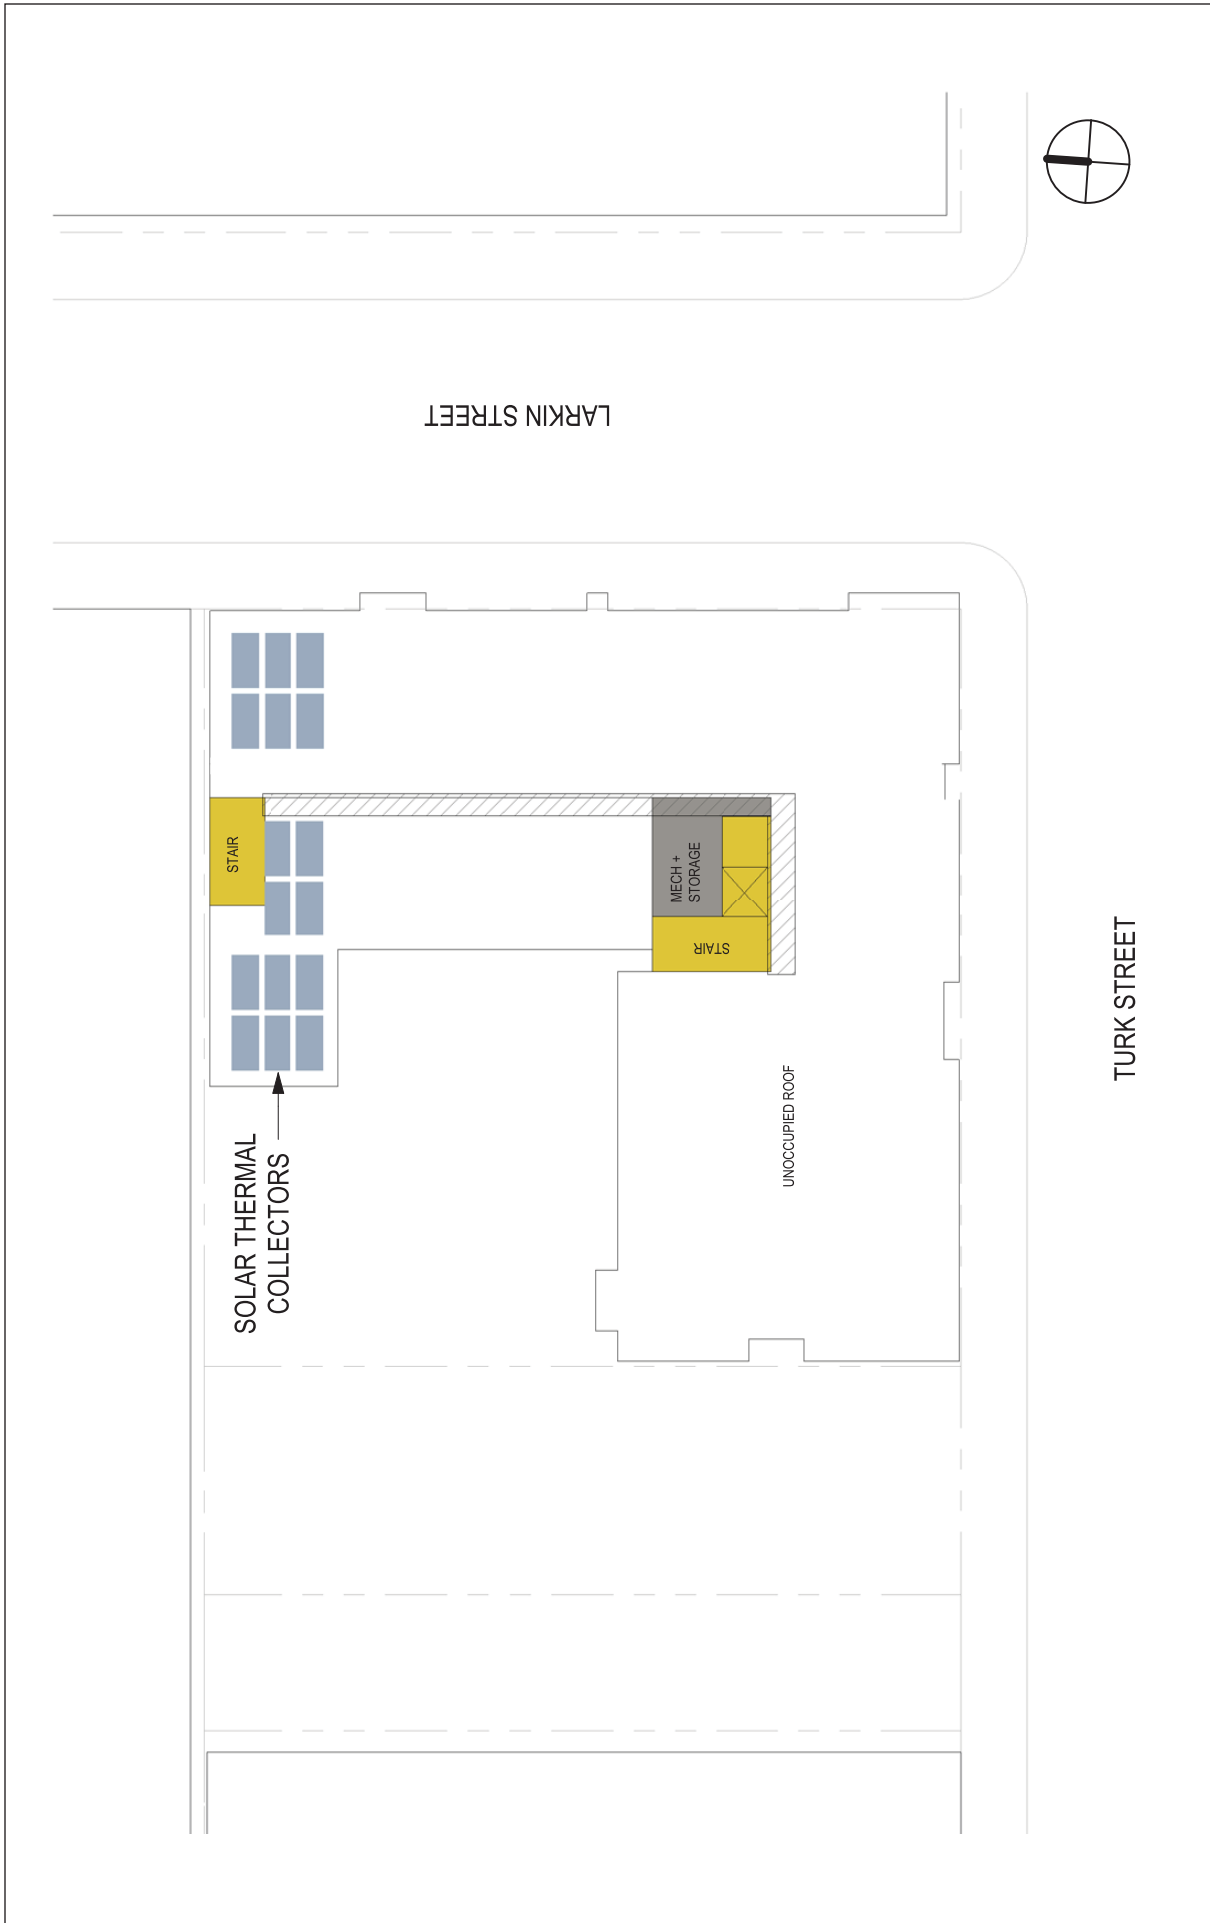 LARKIN STREET
STAIR
MECH +
STORAGE
STAIR
TURK STREET
UNOCCUPIED ROOF
SOLAR THERMAL
COLLECTORS